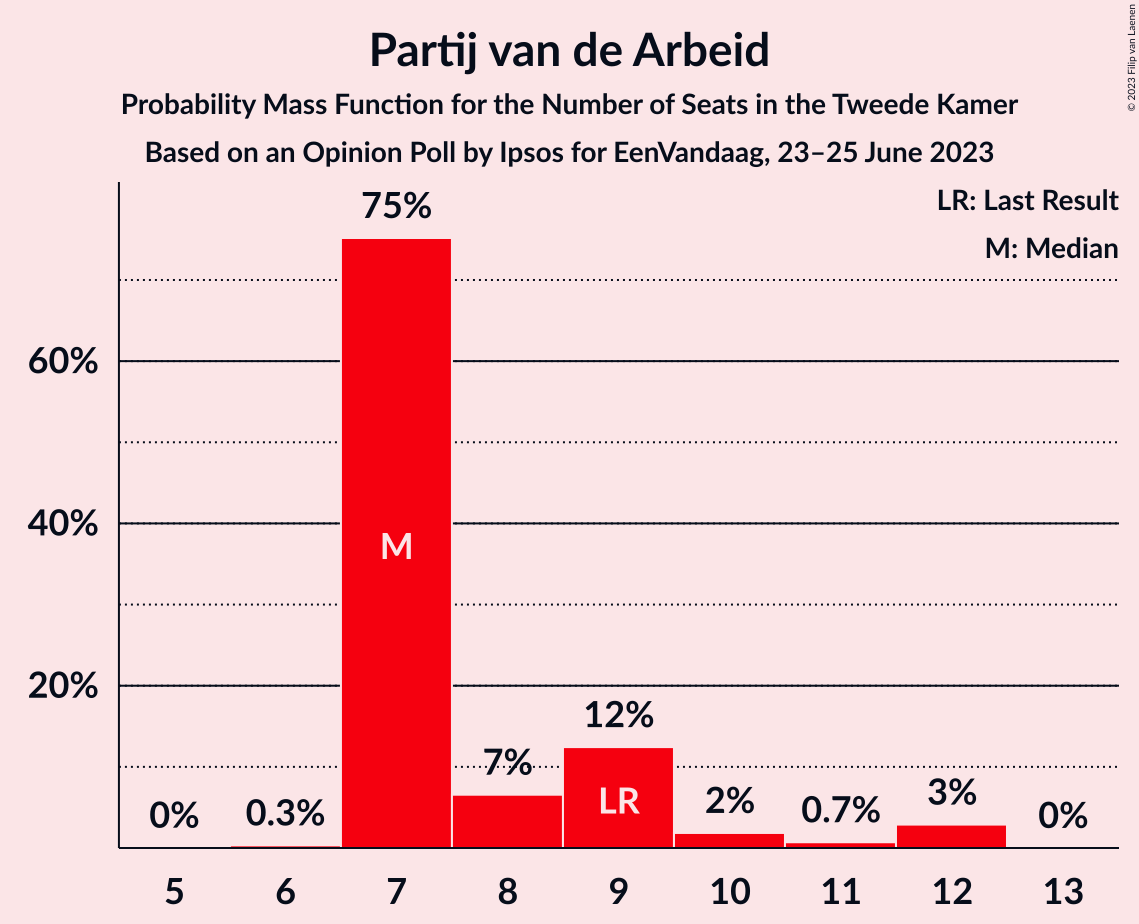 Partij van de Arbeid
Probability Mass Function for the Number of Seats in the Tweede Kamer
Based on an Opinion Poll by Ipsos for EenVandaag, 23–25 June 2023
© 2023 Filip van Laenen
LR: Last Result
M: Median
75%
60%
40%
20%
M
12%
7%
LR
0%
0.3%
2%
0.7%
3%
0%
5 6 7 8 9 10 11 12 13